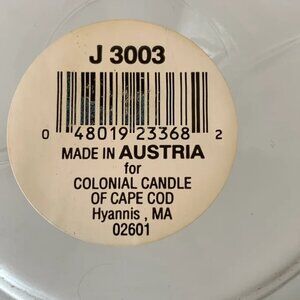 J 3003
0 48019 23368 2
MADE IN AUSTRIA
for
COLONIAL CANDLE
OF CAPE COD
Hyannis , MA
02601